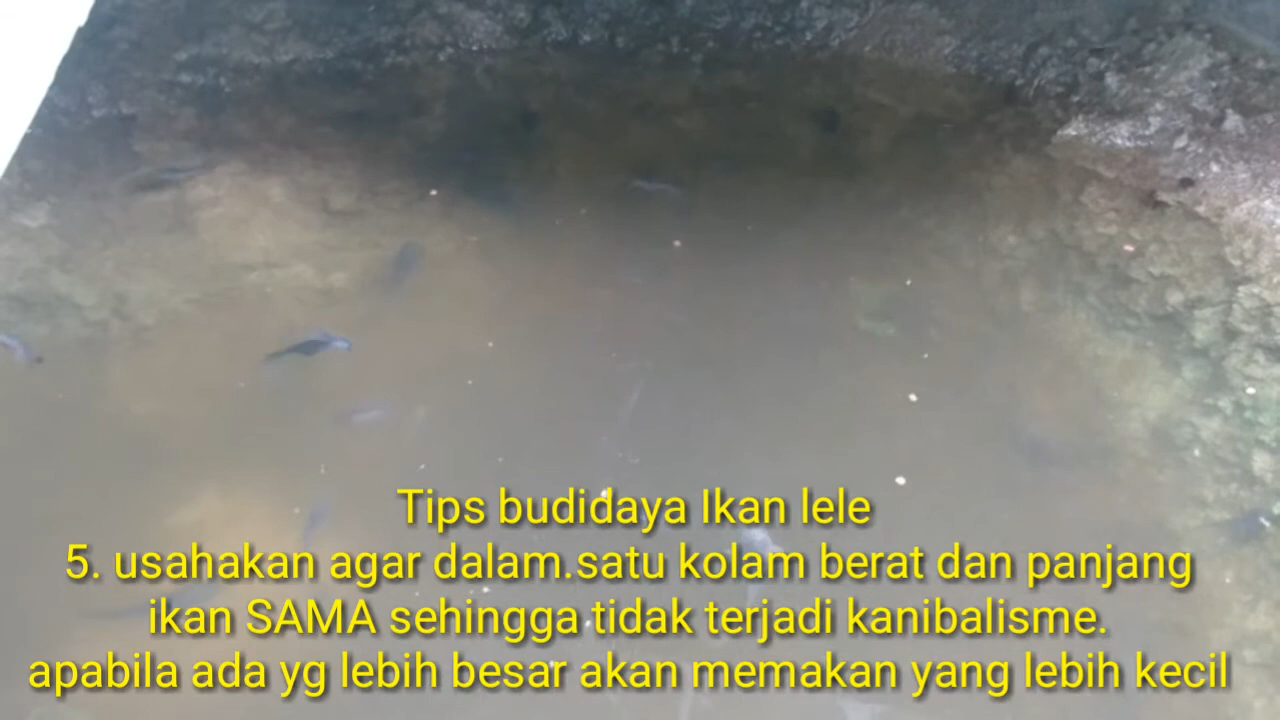 Tips budidaya Ikan lele
5. usahakan agar dalam.satu kolam berat dan panjang
ikan SAMA sehingga tidak terjadi kanibalisme.
apabila ada yg lebih besar akan memakan yang lebih kecil